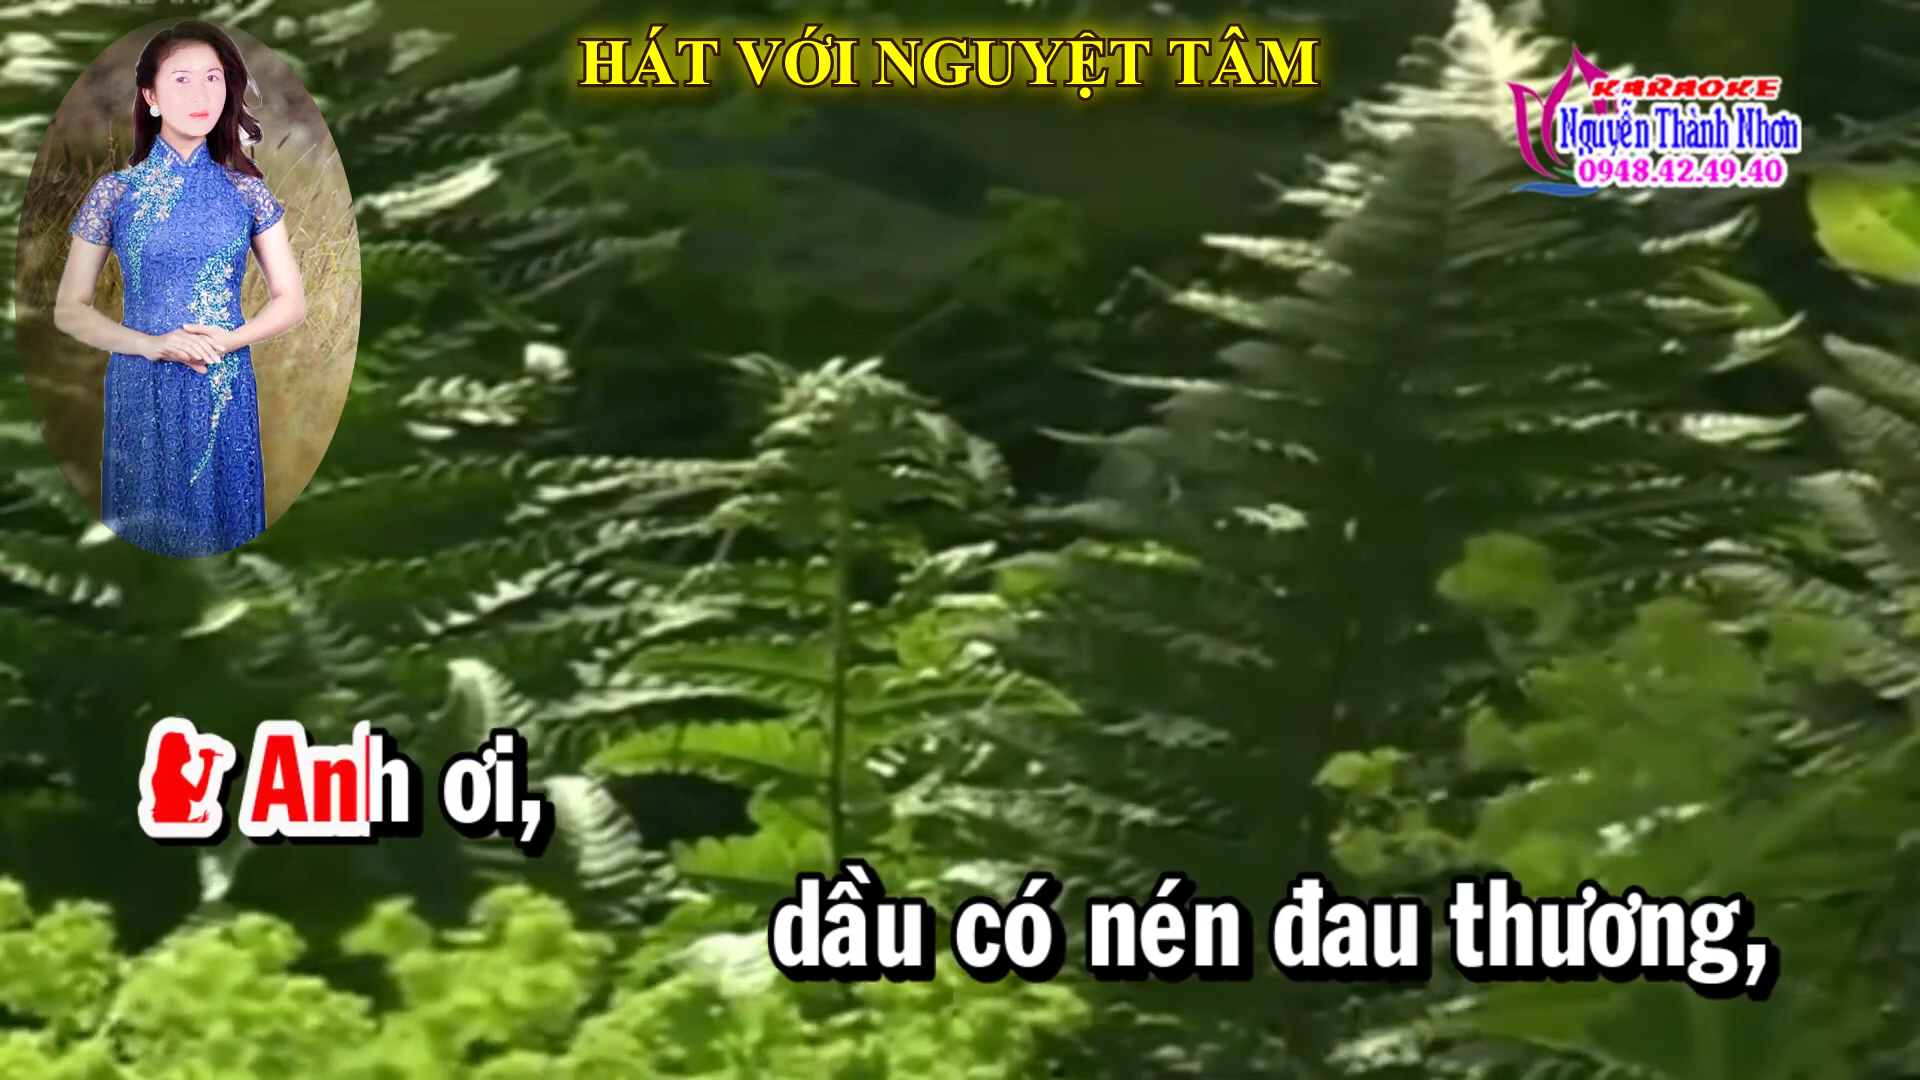 HÁT VỚI NGUYỆT TÂM
KARAOKE
Nguyễn Thành Nhơn
0948.42.49.40
Anh ơi,
dầu có nén đau thương,